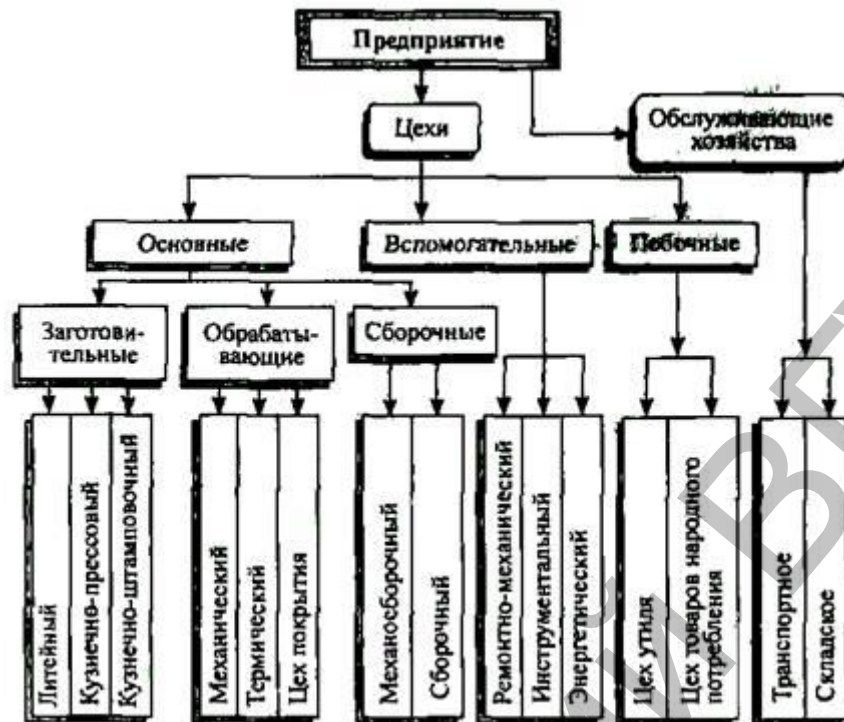 Предприятие
Цехи
Обслуживающие
хозяйства
Основные
Вспомогательные
Побочные
Заготови-
тельные
Обрабаты-
вающие
Сборочные
Литейный
Кузнечно-прессовый
Кузнечно-штамповочный
Механический
Термический
Цех покрытия
Механосборочный
Сборочный
Ремонтно-механический
Инструментальный
Энергетический
Цех утиля
Цех товаров народного
потребления
Транспортное
Складское